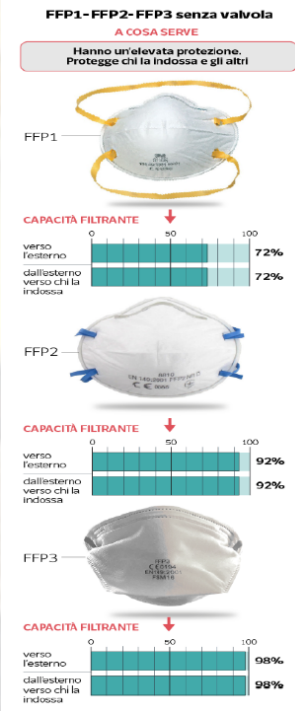 FFP1-FFP2-FFP3 senza valvola
A COSA SERVE
Hanno un'elevata protezione.
Protegge chi la indossa e gli altri
FFP1
CAPACITÀ FILTRANTE
0 50 100
verso
l'esterno
72%
dall'esterno
verso chi la
indossa
72%
FFP2
CAPACITÀ FILTRANTE
0 50 100
verso
l'esterno
92%
dall'esterno
verso chi la
indossa
92%
FFP3
CAPACITÀ FILTRANTE
0 50 100
verso
l'esterno
98%
dall'esterno
verso chi la
indossa
98%